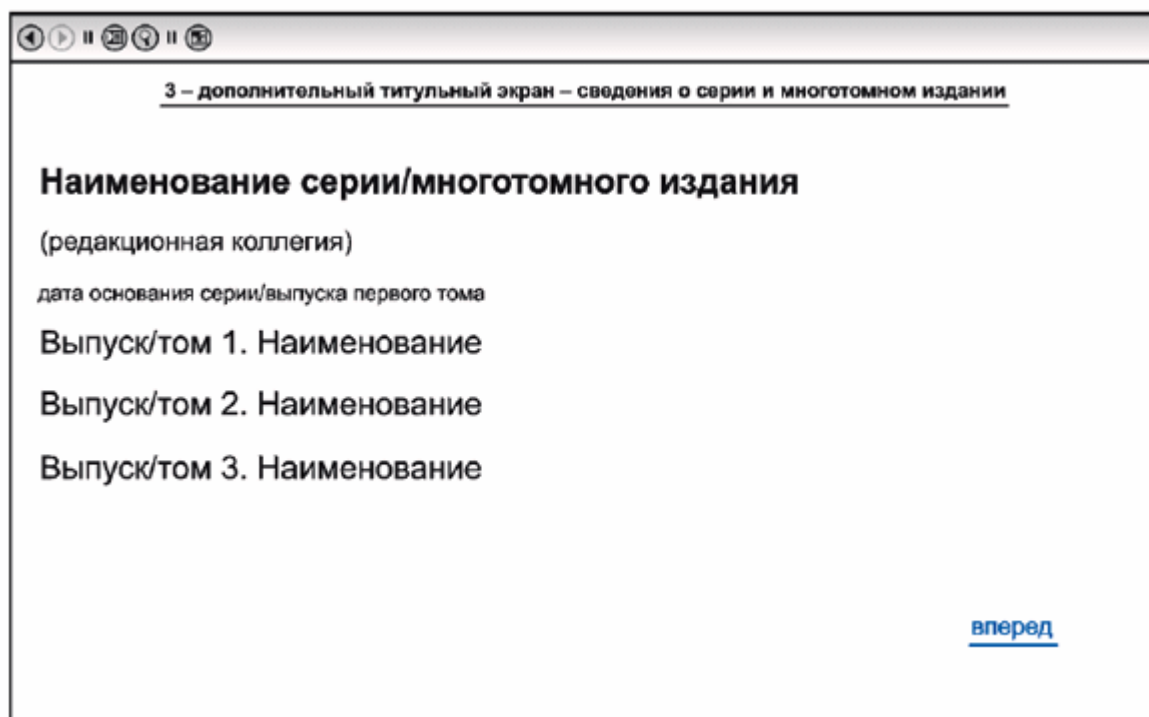 3 – дополнительный титульный экран – сведения о серии и многотомном издании
Наименование серии/многотомного издания
(редакционная коллегия)
дата основания серии/выпуска первого тома
Выпуск/том 1. Наименование
Выпуск/том 2. Наименование
Выпуск/том 3. Наименование
вперед